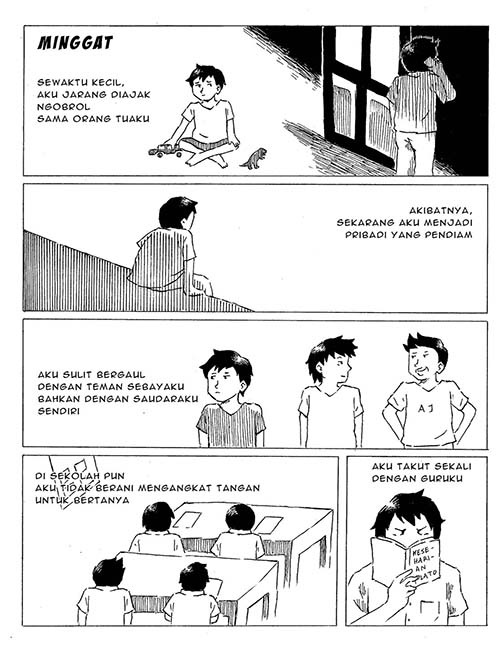 MINGGAT
SEWAKTU KECIL,
AKU JARANG DIAJAK
NGOBROL
SAMA ORANG TUAKU
AKIBATNYA,
SEKARANG AKU MENJADI
PRIBADI YANG PENDIAM
AKU SULIT BERGAUL
DENGAN TEMAN SEBAYAKU
BAHKAN DENGAN SAUDARAKU
SENDIRI
AJ
DI SEKOLAH PUN
AKU TIDAK BERANI MENGANGKAT TANGAN
UNTUK BERTANYA
AKU TAKUT SEKALI
DENGAN GURUKU
KESE-
HARI-
AN